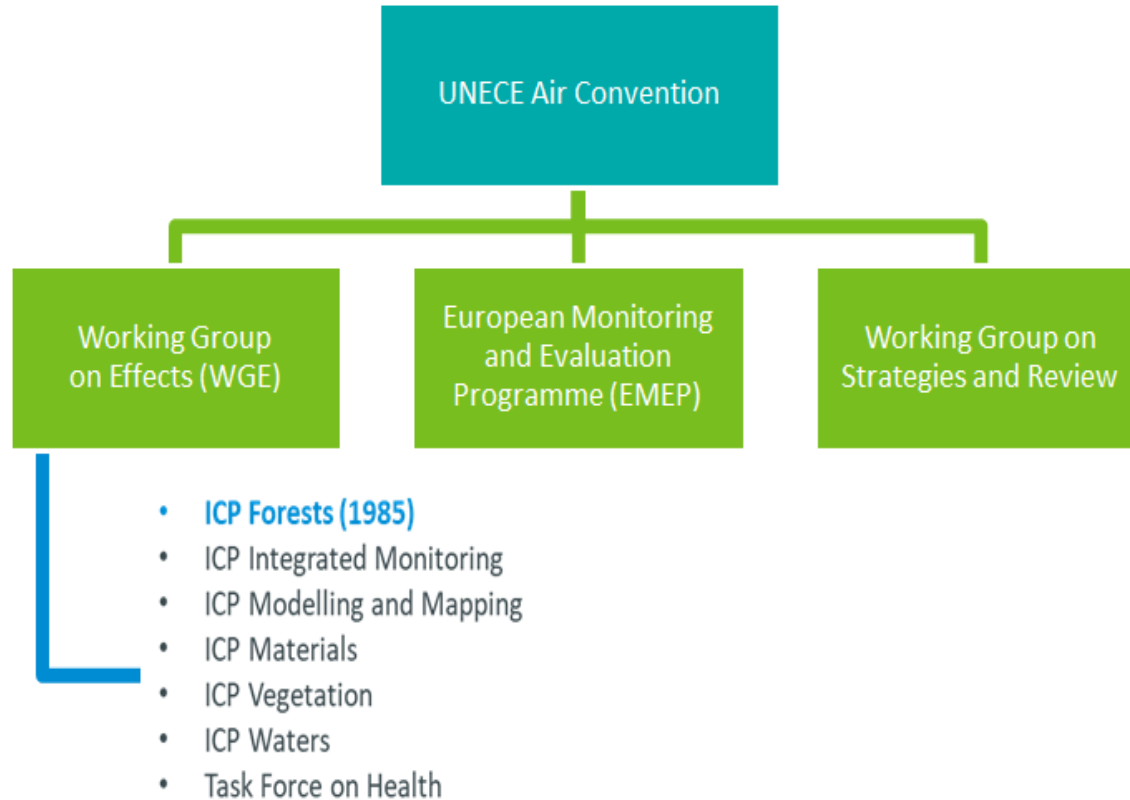 UNECE Air Convention
Working Group
on Effects (WGE)
European Monitoring
and Evaluation
Programme (EMEP)
Working Group on
Strategies and Review
• ICP Forests (1985)
• ICP Integrated Monitoring
• ICP Modelling and Mapping
• ICP Materials
• ICP Vegetation
• ICP Waters
• Task Force on Health